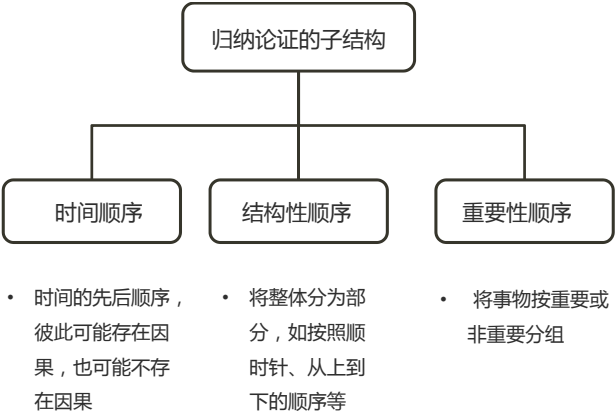 归纳论证的子结构
时间顺序
结构性顺序
重要性顺序
• 时间的先后顺序，
彼此可能存在因
果，也可能不存
在因果
• 将整体分为部
分，如按照顺
时针、从上到
下的顺序等
• 将事物按重要或
非重要分组